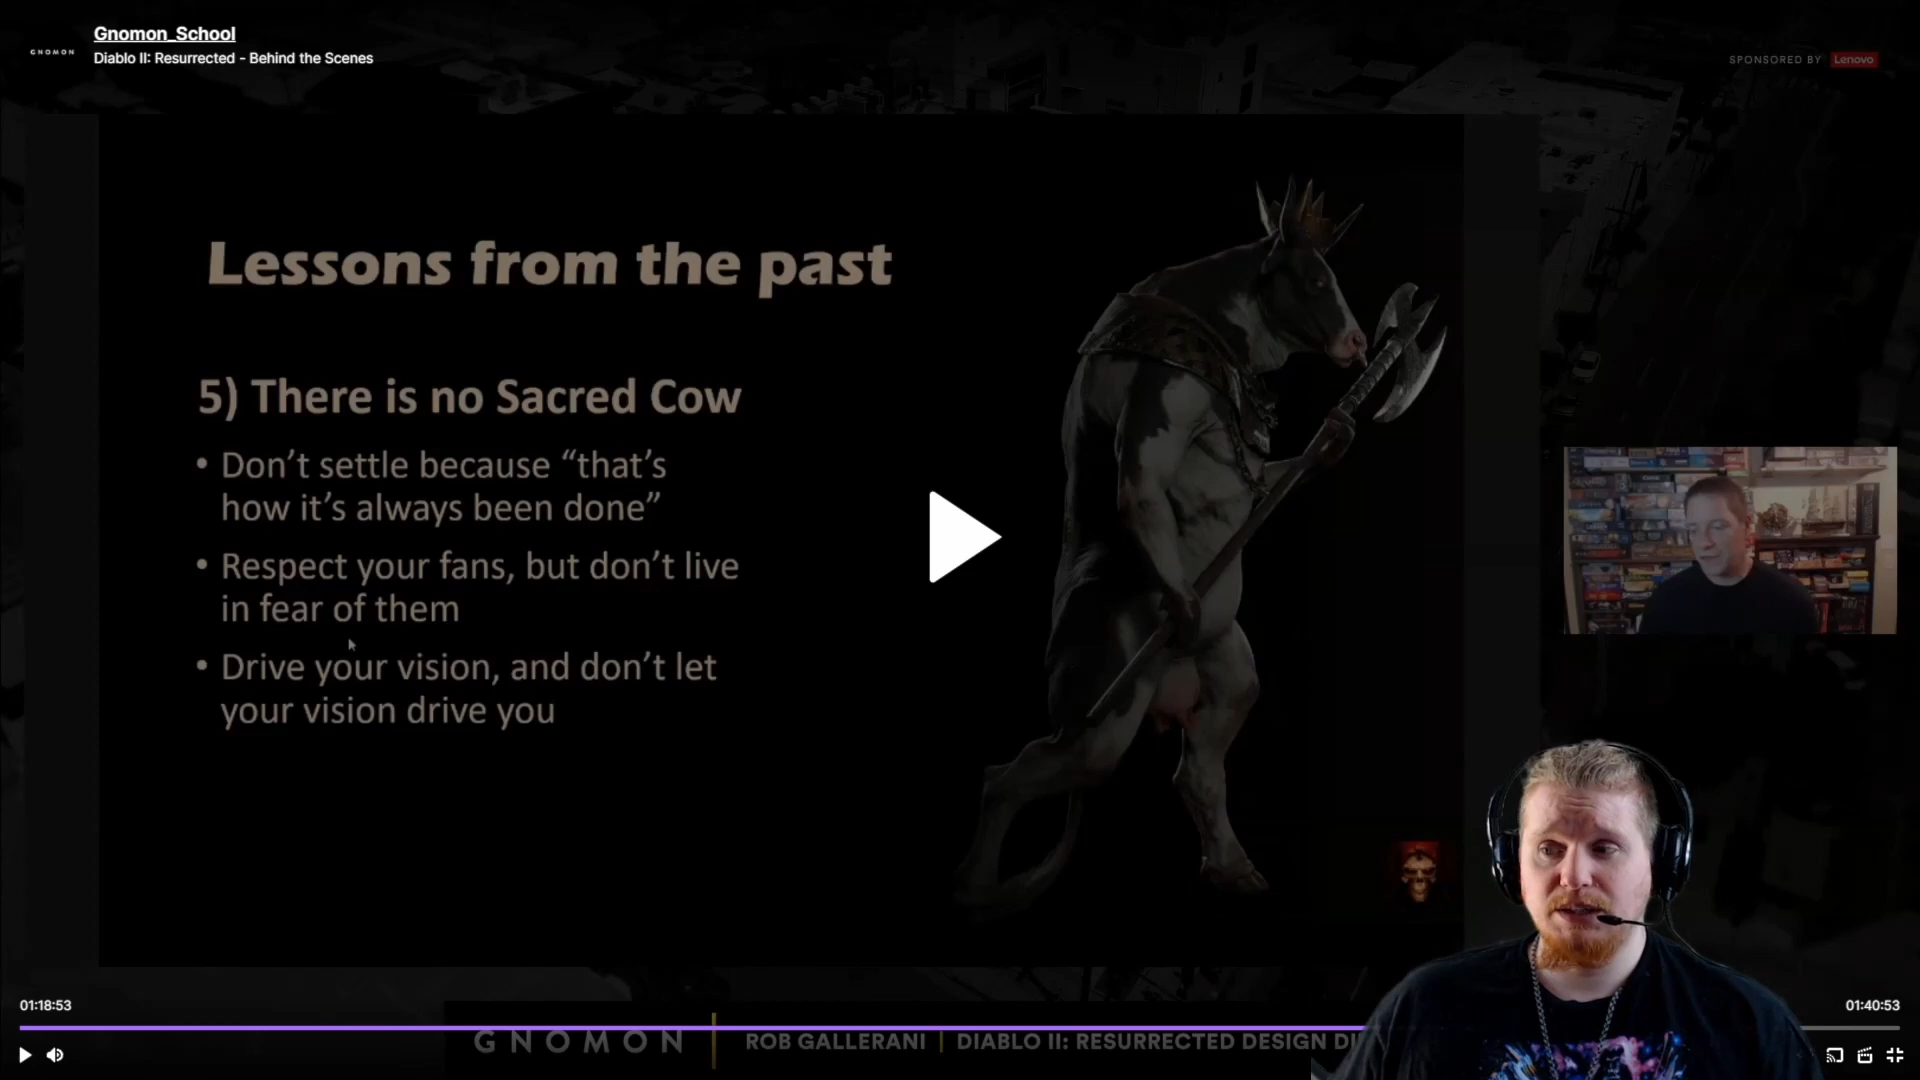 Gnomon_School
GNOMON
Diablo II: Resurrected - Behind the Scenes
SPONSORED BY Lenovo
Lessons from the past
5) There is no Sacred Cow
• Don't settle because “that's
how it's always been done”
• Respect your fans, but don't live
in fear of them
• Drive your vision, and don't let
your vision drive you
01:18:53
01:40:53
GNOMON | ROB GALLERANI | DIABLO II: RESURRECTED DESIGN